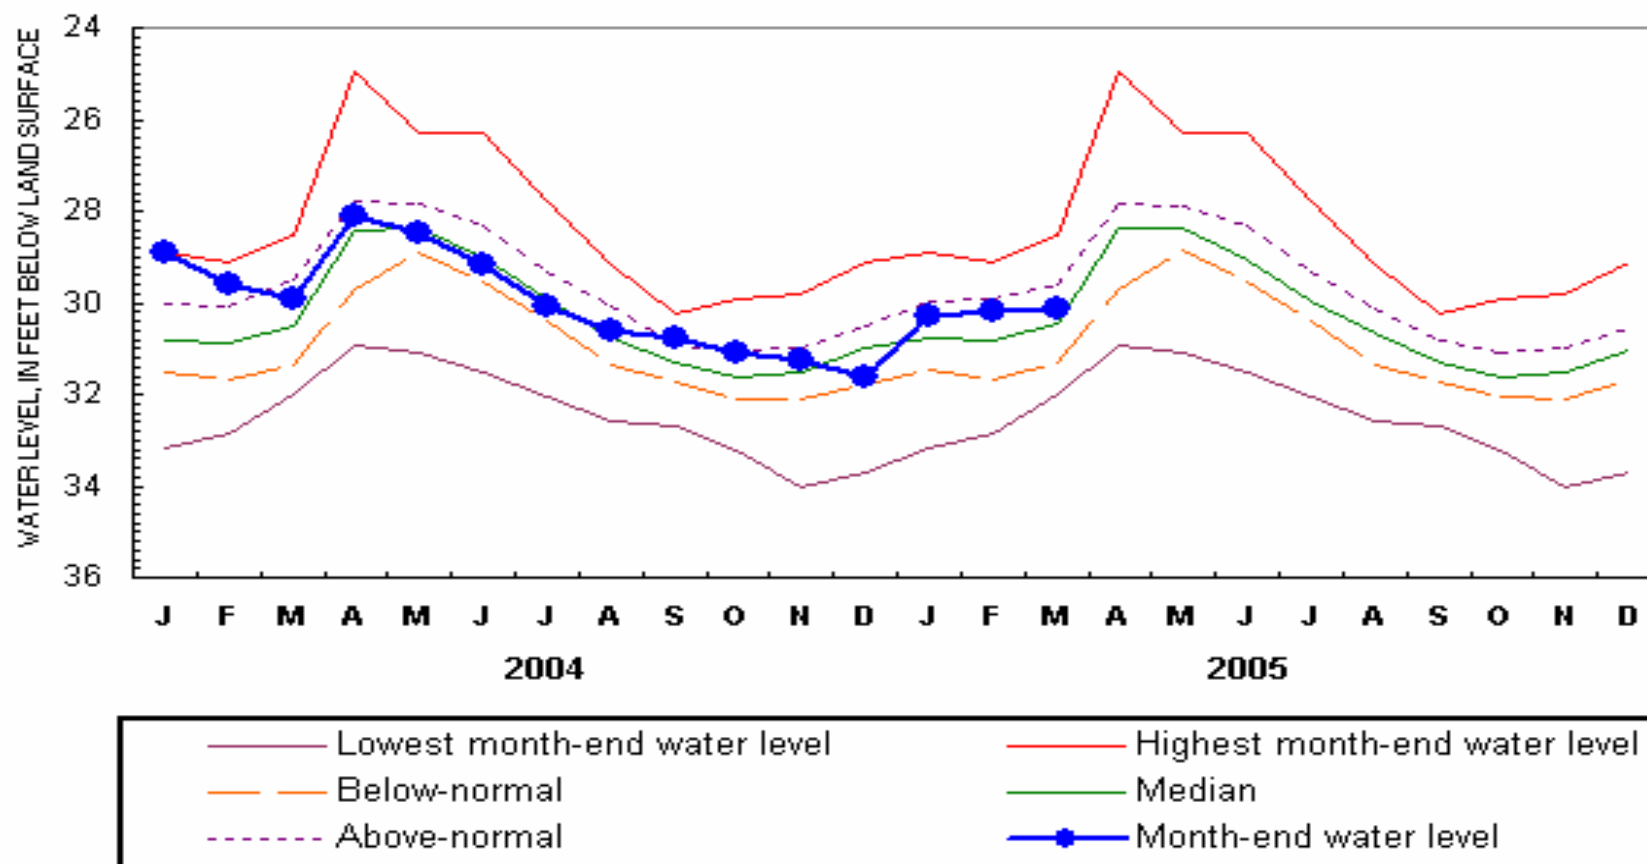 WATER LEVEL, IN FEET BELOW LAND SURFACE
24
26
28
30
32
34
36
J F M A M J J A S O N D J F M A M J J A S O N D
2004 2005
Lowest month-end water level Highest month-end water level
Below-normal Median
Above-normal Month-end water level